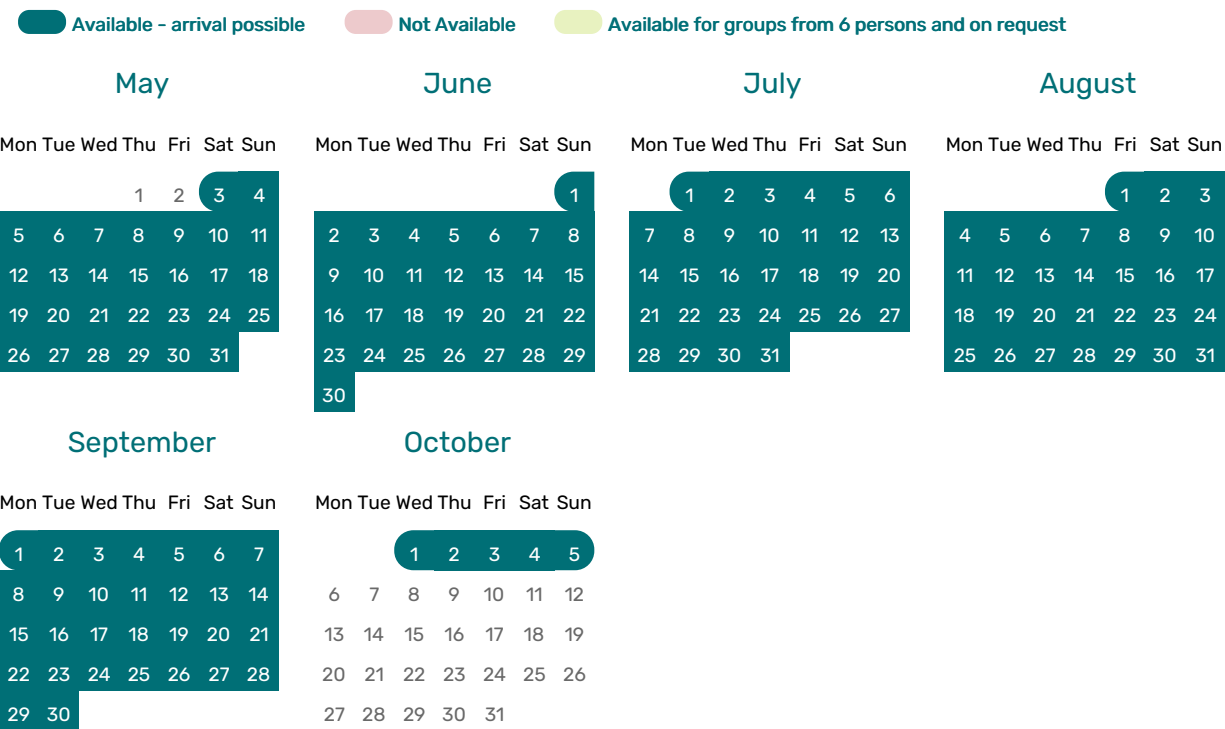 Available - arrival possible Not Available Available for groups from 6 persons and on request
May June July August
Mon Tue Wed Thu Fri Sat Sun Mon Tue Wed Thu Fri Sat Sun Mon Tue Wed Thu Fri Sat Sun Mon Tue Wed Thu Fri Sat Sun
1 2 3 4 1 1 2 3 4 5 6 1 2 3
5 6 7 8 9 10 11 2 3 4 5 6 7 8 7 8 9 10 11 12 13 4 5 6 7 8 9 10
12 13 14 15 16 17 18 9 10 11 12 13 14 15 14 15 16 17 18 19 20 11 12 13 14 15 16 17
19 20 21 22 23 24 25 16 17 18 19 20 21 22 21 22 23 24 25 26 27 18 19 20 21 22 23 24
26 27 28 29 30 31 23 24 25 26 27 28 29 28 29 30 31 25 26 27 28 29 30 31
30
September October
Mon Tue Wed Thu Fri Sat Sun Mon Tue Wed Thu Fri Sat Sun
1 2 3 4 5 6 7 1 2 3 4 5
8 9 10 11 12 13 14 6 7 8 9 10 11 12
15 16 17 18 19 20 21 13 14 15 16 17 18 19
22 23 24 25 26 27 28 20 21 22 23 24 25 26
29 30 27 28 29 30 31